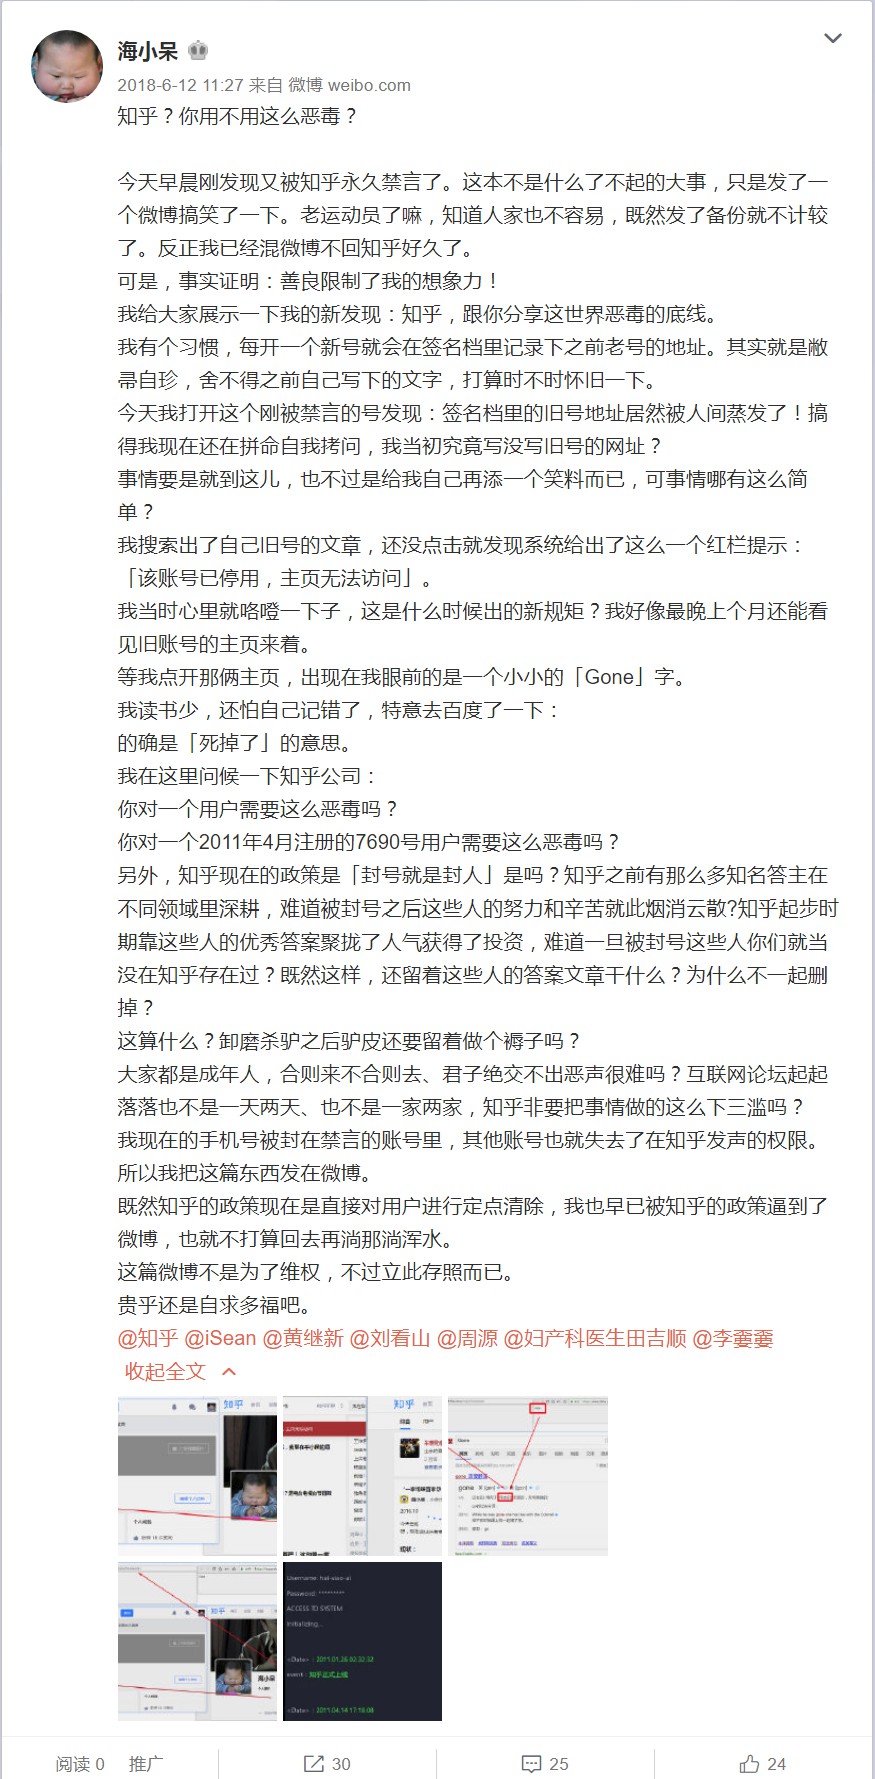 海小呆
2018-6-12 11:27 来自 微博 weibo.com
知乎？你用不用这么恶毒？
今天早晨刚发现又被知乎永久禁言了。这本不是什么了不起的大事，只是发了一
个微博搞笑了一下。老运动员了嘛，知道人家也不容易，既然发了备份就不计较
了。反正我已经混微博不回知乎好久了。
可是，事实证明：善良限制了我的想象力！
我给大家展示一下我的新发现：知乎，跟你分享这世界恶毒的底线。
我有个习惯，每开一个新号就会在签名档里记录下之前老号的地址。其实就是敝
帚自珍，舍不得之前自己写下的文字，打算时不时怀旧一下。
今天我打开这个刚被禁言的号发现：签名档里的旧号地址居然被人间蒸发了！搞
得我现在还在拼命自我拷问，我当初究竟写没写旧号的网址？
事情要是就到这儿，也不过是给我自己再添一个笑料而已，可事情哪有这么简
单？
我搜索出了自己旧号的文章，还没点击就发现系统给出了这么一个红栏提示：
「该账号已停用，主页无法访问」。
我当时心里就咯噔一下子，这是什么时候出的新规矩？我好像最晚上个月还能看
见旧账号的主页来着。
等我点开那俩主页，出现在我眼前的是一个小小的「Gone」字。
我读书少，还怕自己记错了，特意去百度了一下：
的确是「死掉了」的意思。
我在这里问候一下知乎公司：
你对一个用户需要这么恶毒吗？
你对一个2011年4月注册的7690号用户需要这么恶毒吗？
另外，知乎现在的政策是「封号就是封人」是吗？知乎之前有那么多知名答主在
不同领域里深耕，难道被封号之后这些人的努力和辛苦就此烟消云散?知乎起步时
期靠这些人的优秀答案聚拢了人气获得了投资，难道一旦被封号这些人你们就当
没在知乎存在过？既然这样，还留着这些人的答案文章干什么？为什么不一起删
掉？
这算什么？卸磨杀驴之后驴皮还要留着做个褥子吗？
大家都是成年人，合则来不合则去、君子绝交不出恶声很难吗？互联网论坛起起
落落也不是一天两天、也不是一家两家，知乎非要把事情做的这么下三滥吗？
我现在的手机号被封在禁言的账号里，其他账号也就失去了在知乎发声的权限。
所以我把这篇东西发在微博。
既然知乎的政策现在是直接对用户进行定点清除，我也早已被知乎的政策逼到了
微博，也就不打算回去再淌那淌浑水。
这篇微博不是为了维权，不过立此存照而已。
贵乎还是自求多福吧。
@知乎 @iSean @黄继新 @刘看山 @周源 @妇产科医生田吉顺 @李霎霎
收起全文
知乎
知乎
Gone
gone
知乎
海小呆
Username: hai-xiao-ai
Password: **********
ACCESS TO SYSTEM
Initializing...
<Date>：2011.01.26 02:32:32
event：知乎正式上线
<Date>：2011.04.14 17:18:08
阅读 0 推广 30 25 24